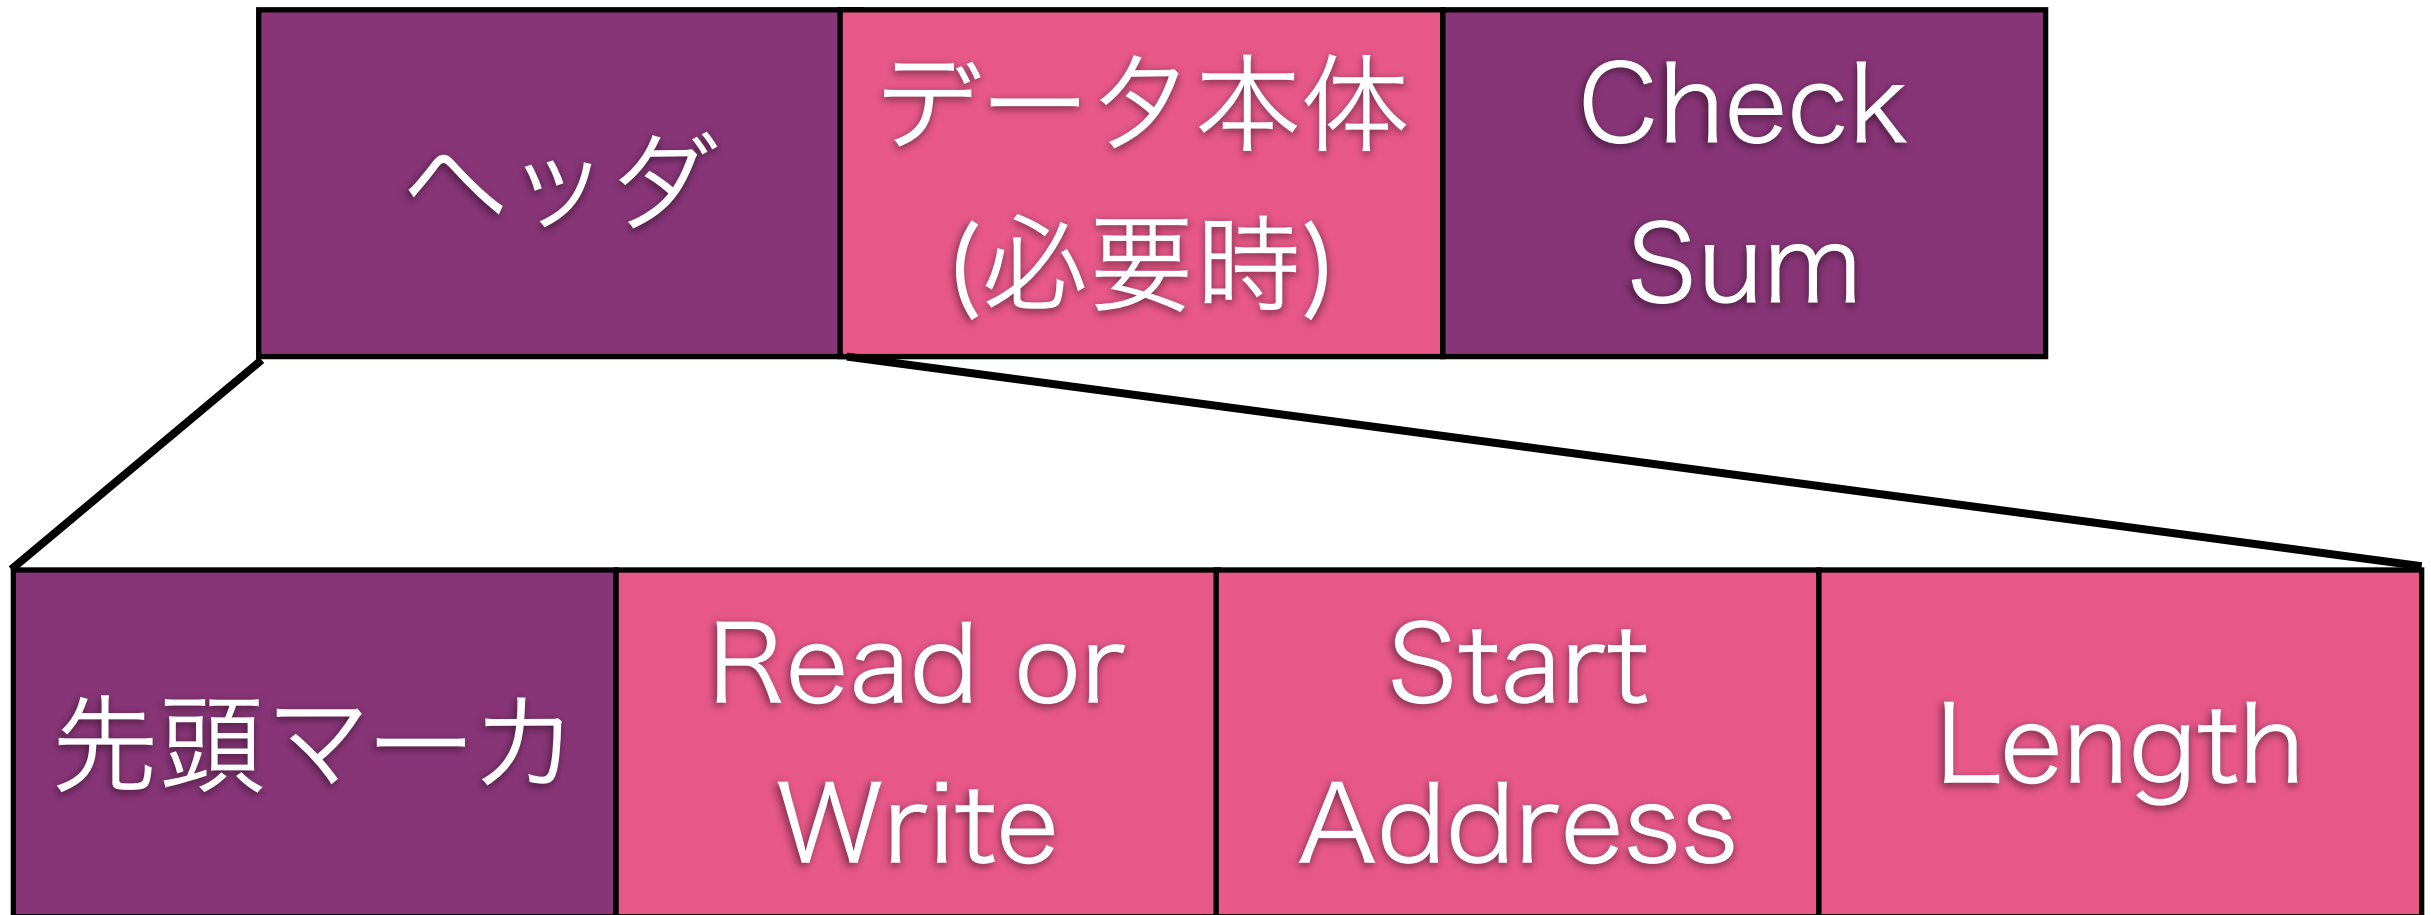 ヘッダ
データ本体
(必要時)
Check
Sum
先頭マーカ
Read or
Write
Start
Address
Length